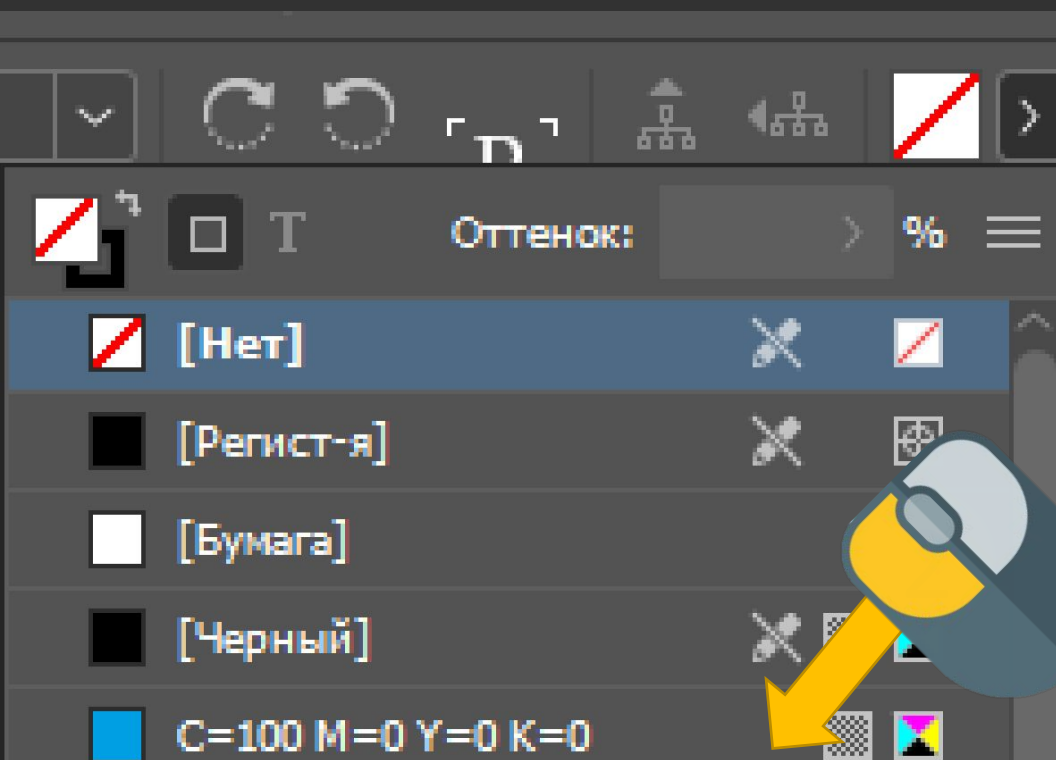 Оттенок: %
[Нет]
[Регист-я]
[Бумага]
[Черный]
C=100 M=0 Y=0 K=0